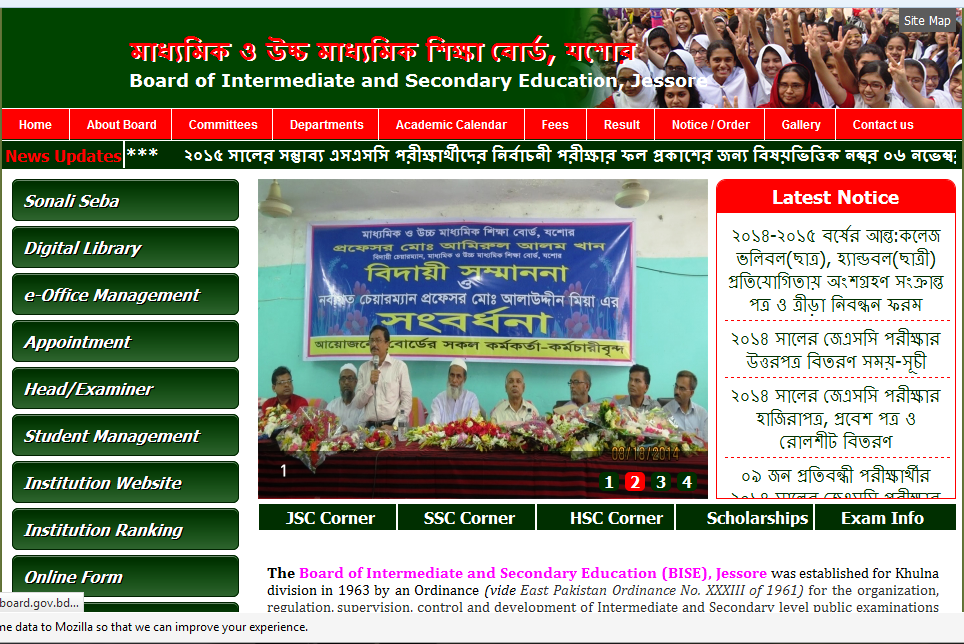 Site Map
মাধ্যমিক ও উচ্চ মাধ্যমিক শিক্ষা বোর্ড, যশোর
Board of Intermediate and Secondary Education, Jessore
Home About Board Committees Departments Academic Calendar Fees Result Notice / Order Gallery Contact us
News Updates *** ২০১৫ সালের সম্ভাব্য এসএসসি পরীক্ষার্থীদের নির্বাচনী পরীক্ষার ফল প্রকাশের জন্য বিষয়ভিত্তিক নম্বর ০৬ নভেম্বর
Sonali Seba
Digital Library
e-Office Management
Appointment
Head/Examiner
Student Management
Institution Website
Institution Ranking
Online Form
মাধ্যমিক ও উচ্চ মাধ্যমিক শিক্ষা বোর্ড, যশোর
প্রফেসর মোঃ আমিরুল আলম খান
বিদায়ী চেয়ারম্যান, মাধ্যমিক ও উচ্চ মাধ্যমিক শিক্ষা বোর্ড, যশোর
বিদায়ী সম্মাননা
ও
নবাগত চেয়ারম্যান প্রফেসর মোঃ আলাউদ্দীন মিয়া এর
সংবর্ধনা
আয়োজনে বোর্ডের সকল কর্মকর্তা-কর্মচারীবৃন্দ
08/10/2014
1
1 2 3 4
Latest Notice
২০১৪-২০১৫ বর্ষের আন্ত:কলেজ
ভলিবল(ছাত্র), হ্যান্ডবল(ছাত্রী)
প্রতিযোগিতায় অংশগ্রহণ সংক্রান্ত
পত্র ও ক্রীড়া নিবন্ধন ফরম
২০১৪ সালের জেএসসি পরীক্ষার
উত্তরপত্র বিতরণ সময়-সূচী
২০১৪ সালের জেএসসি পরীক্ষার
হাজিরাপত্র, প্রবেশ পত্র ও
রোলশীট বিতরণ
০৯ জন প্রতিবন্ধী পরীক্ষার্থীর
২০১৪ সালের জেএসসি পরীক্ষার
JSC Corner SSC Corner HSC Corner Scholarships Exam Info
The Board of Intermediate and Secondary Education (BISE), Jessore was established for Khulna
division in 1963 by an Ordinance (vide East Pakistan Ordinance No. XXXIII of 1961) for the organization,
regulation, supervision, control and development of Intermediate and Secondary level public examinations
board.gov.bd...
me data to Mozilla so that we can improve your experience.